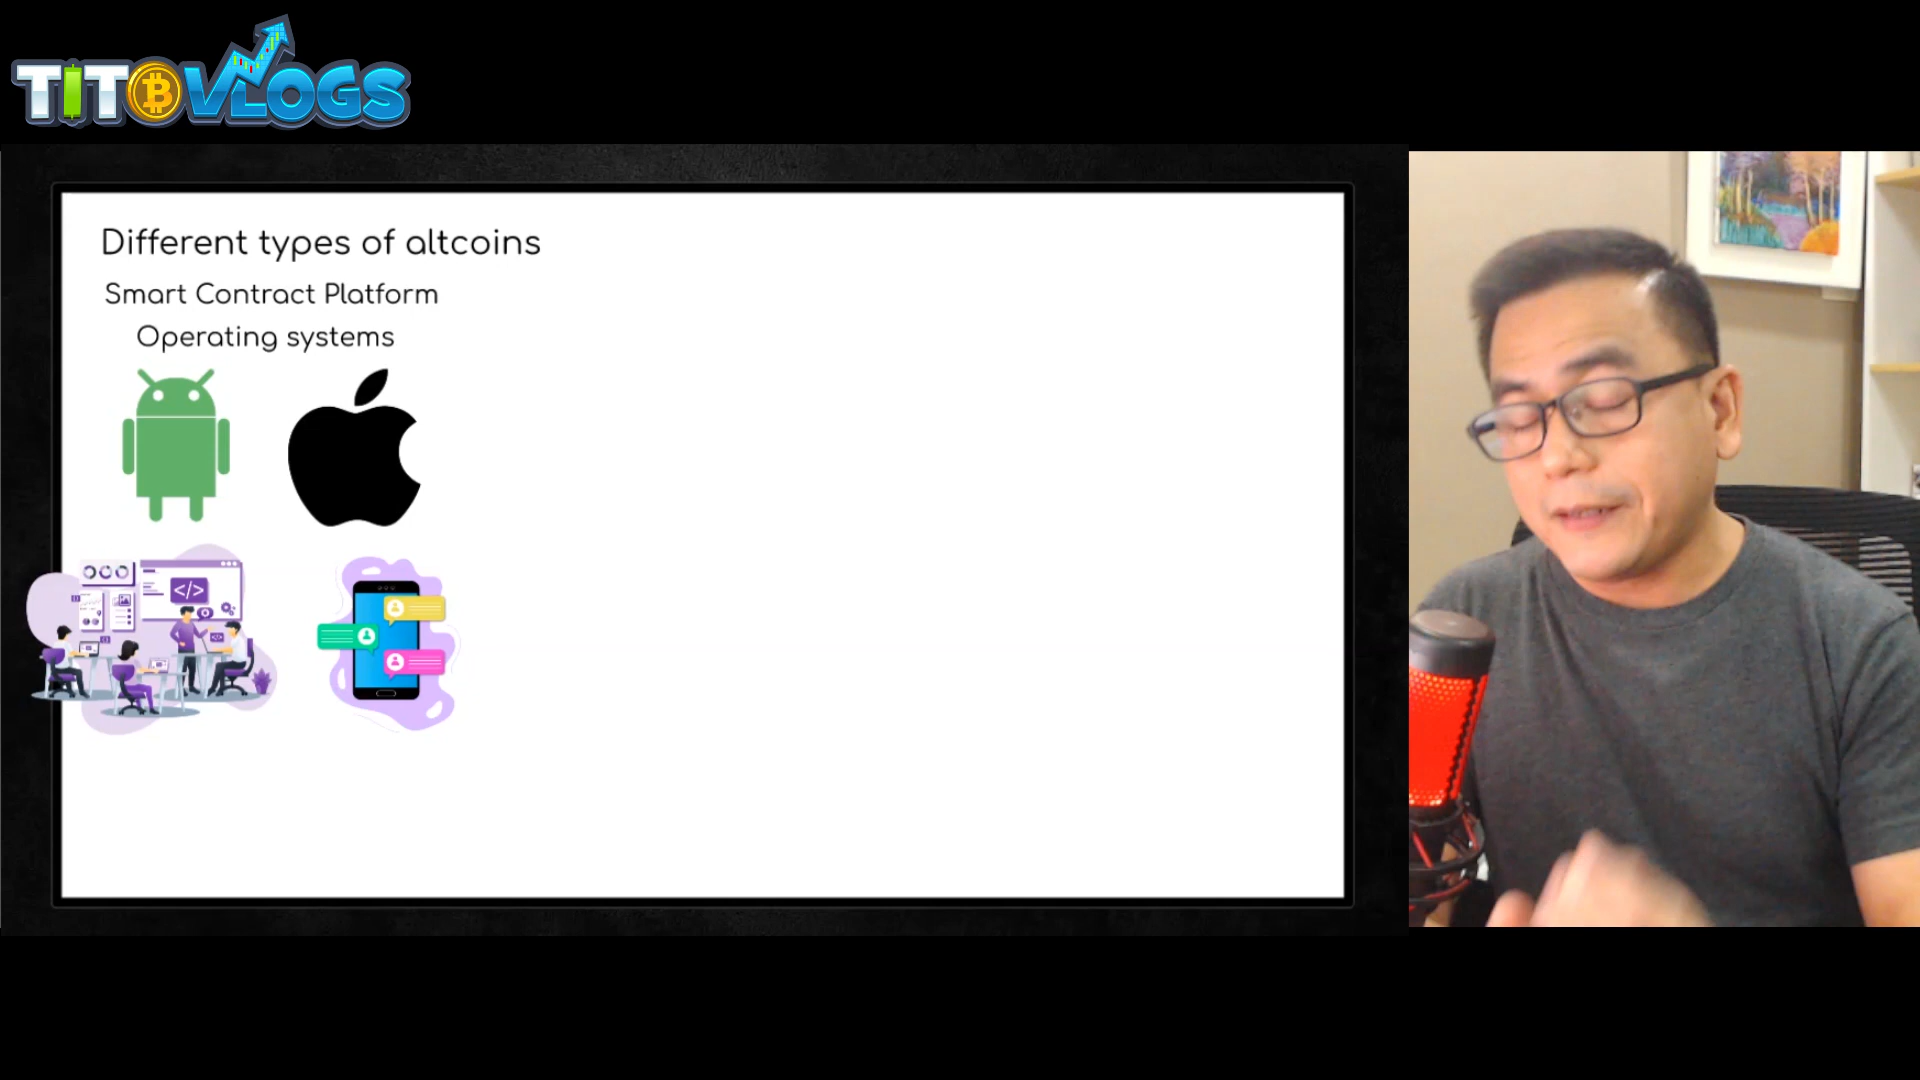 TITOVLOGS
Different types of altcoins
Smart Contract Platform
Operating systems
</>